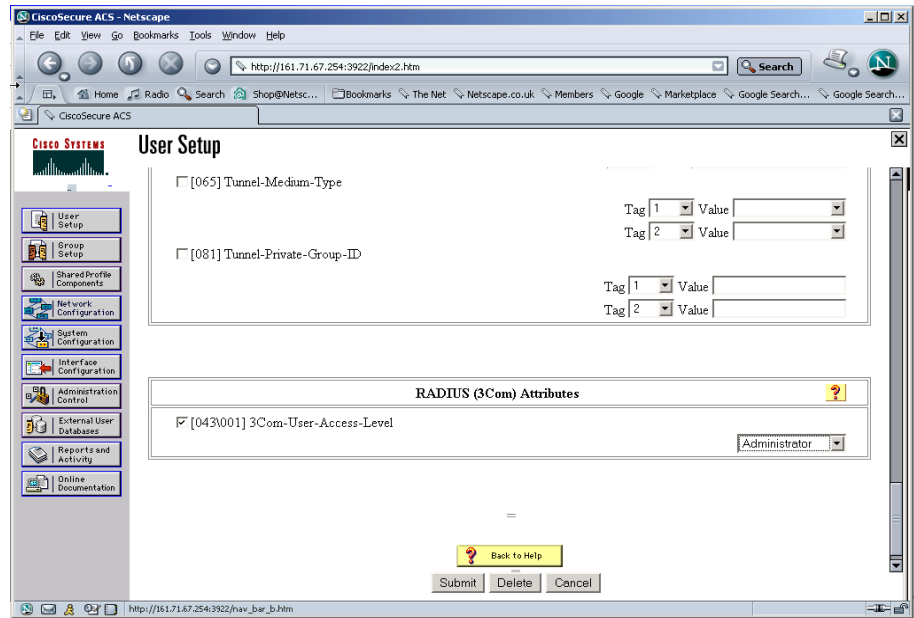 CiscoSecure ACS - Netscape
File Edit View Go Bookmarks Tools Window Help
http://161.71.67.254:3922/index2.htm Search
Home Radio Search Shop@Netsc... Bookmarks The Net Netscape.co.uk Members Google Marketplace Google Search... Google Search...
CiscoSecure ACS
CISCO SYSTEMS
User Setup
User Setup
Group Setup
Shared Profile Components
Network Configuration
System Configuration
Interface Configuration
Administration Control
External User Databases
Reports and Activity
Online Documentation
[065] Tunnel-Medium-Type
Tag 1 Value
Tag 2 Value
[081] Tunnel-Private-Group-ID
Tag 1 Value
Tag 2 Value
RADIUS (3Com) Attributes ?
[043\001] 3Com-User-Access-Level
Administrator
? Back to Help
Submit Delete Cancel
http://161.71.67.254:3922/nav_bar_b.htm